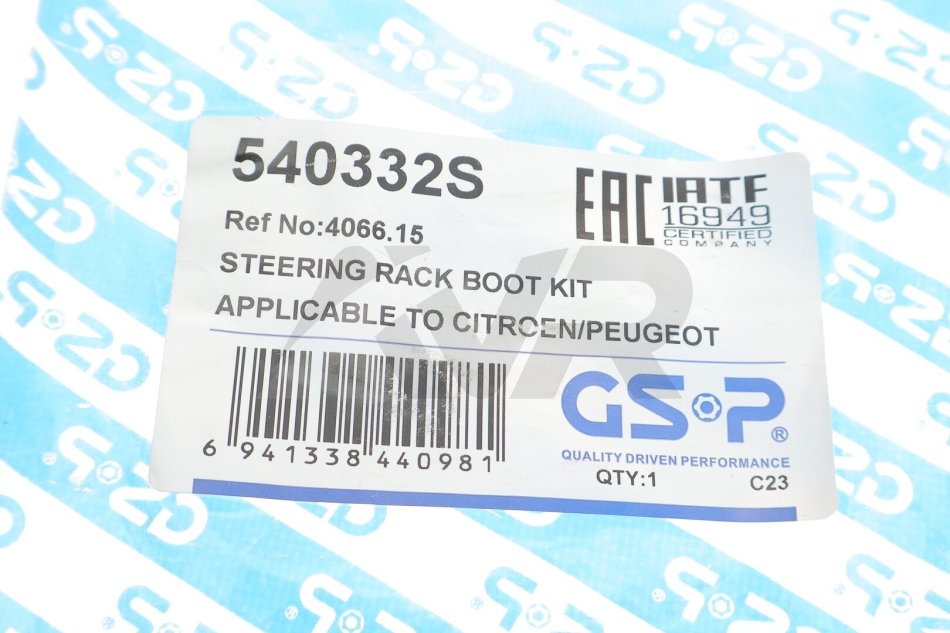 540332S
EAC
IATF
16949
CERTIFIED
COMPANY
Ref No:4066.15
STEERING RACK BOOT KIT
APPLICABLE TO CITROEN/PEUGEOT
GS-P®
QUALITY DRIVEN PERFORMANCE
6 941338 440981
QTY:1 C23